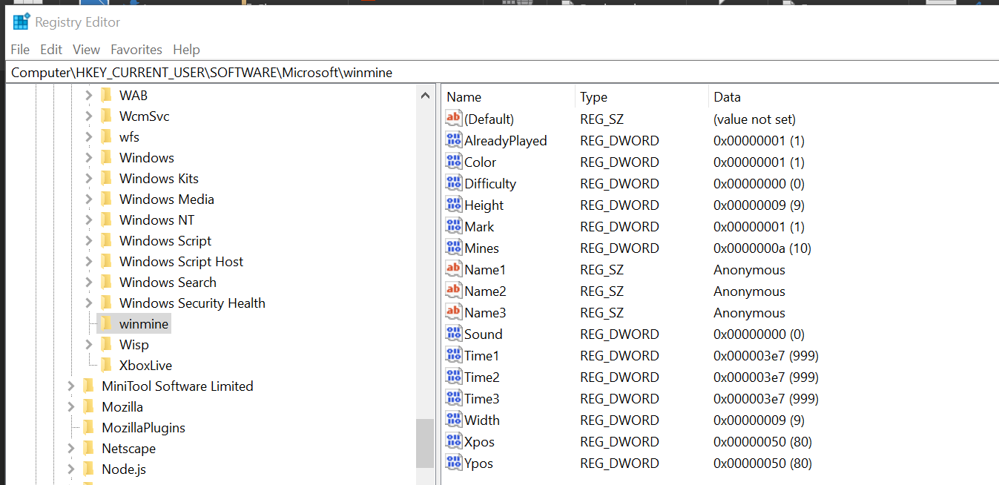 Registry Editor
File Edit View Favorites Help
Computer\HKEY_CURRENT_USER\SOFTWARE\Microsoft\winmine
WAB
WcmSvc
wfs
Windows
Windows Kits
Windows Media
Windows NT
Windows Script
Windows Script Host
Windows Search
Windows Security Health
winmine
Wisp
XboxLive
MiniTool Software Limited
Mozilla
MozillaPlugins
Netscape
Node.js
Name Type Data
(Default) REG_SZ (value not set)
AlreadyPlayed REG_DWORD 0x00000001 (1)
Color REG_DWORD 0x00000001 (1)
Difficulty REG_DWORD 0x00000000 (0)
Height REG_DWORD 0x00000009 (9)
Mark REG_DWORD 0x00000001 (1)
Mines REG_DWORD 0x0000000a (10)
Name1 REG_SZ Anonymous
Name2 REG_SZ Anonymous
Name3 REG_SZ Anonymous
Sound REG_DWORD 0x00000000 (0)
Time1 REG_DWORD 0x000003e7 (999)
Time2 REG_DWORD 0x000003e7 (999)
Time3 REG_DWORD 0x000003e7 (999)
Width REG_DWORD 0x00000009 (9)
Xpos REG_DWORD 0x00000050 (80)
Ypos REG_DWORD 0x00000050 (80)